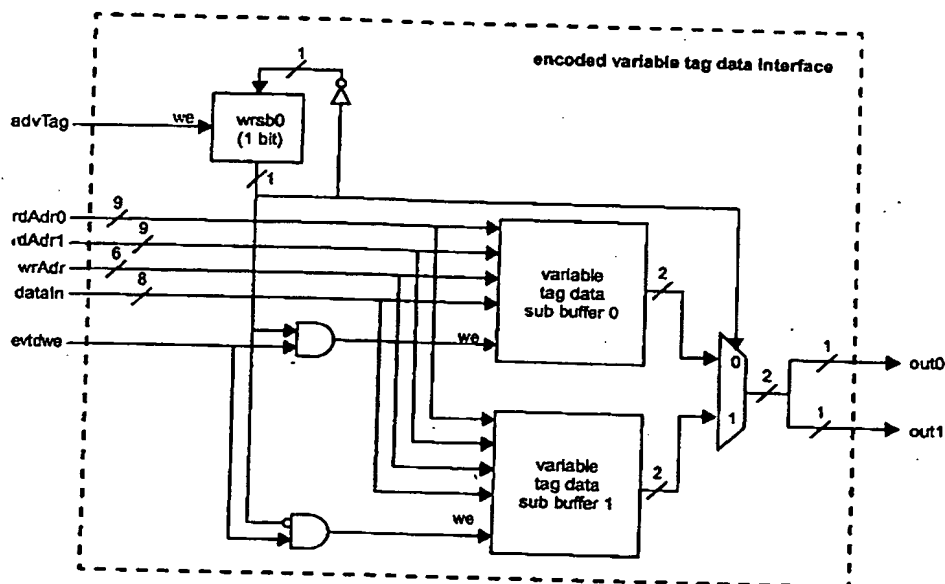 encoded variable tag data interface
1
advTag
we
wrsb0
(1 bit)
1
rdAdr0
9
rdAdr1
9
wrAdr
6
dataIn
8
variable
tag data
sub buffer 0
2
evtdwe
we
0
2
1
out0
1
1
out1
variable
tag data
sub buffer 1
2
we